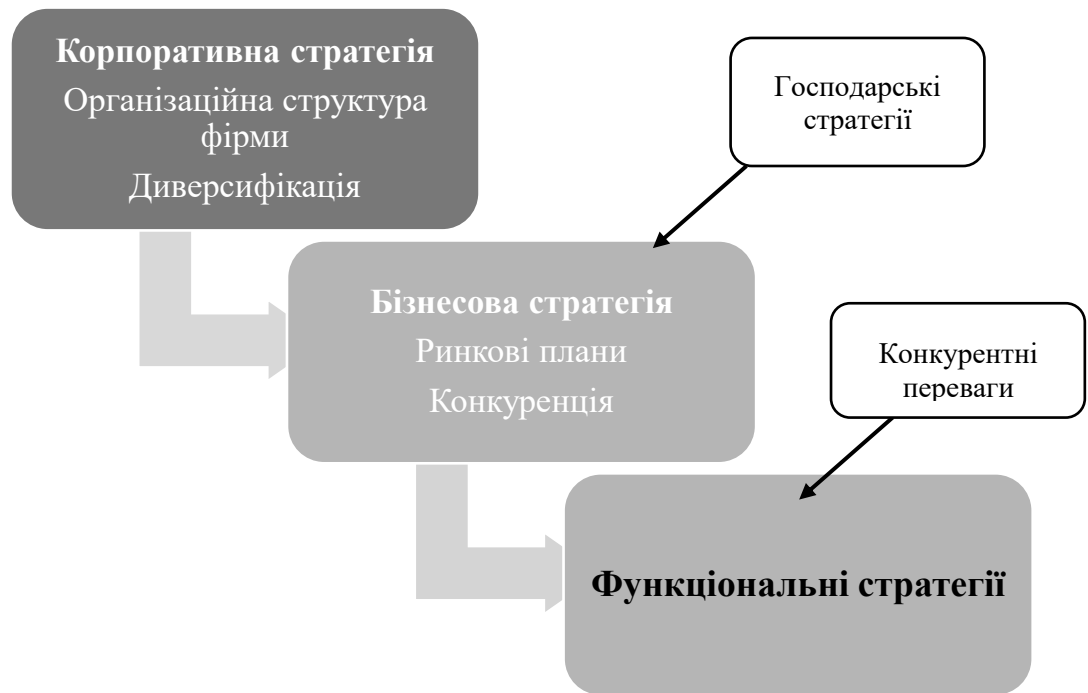 Корпоративна стратегія
Організаційна структура
фірми
Диверсифікація
Господарські
стратегії
Бізнесова стратегія
Ринкові плани
Конкуренція
Конкурентні
переваги
Функціональні стратегії